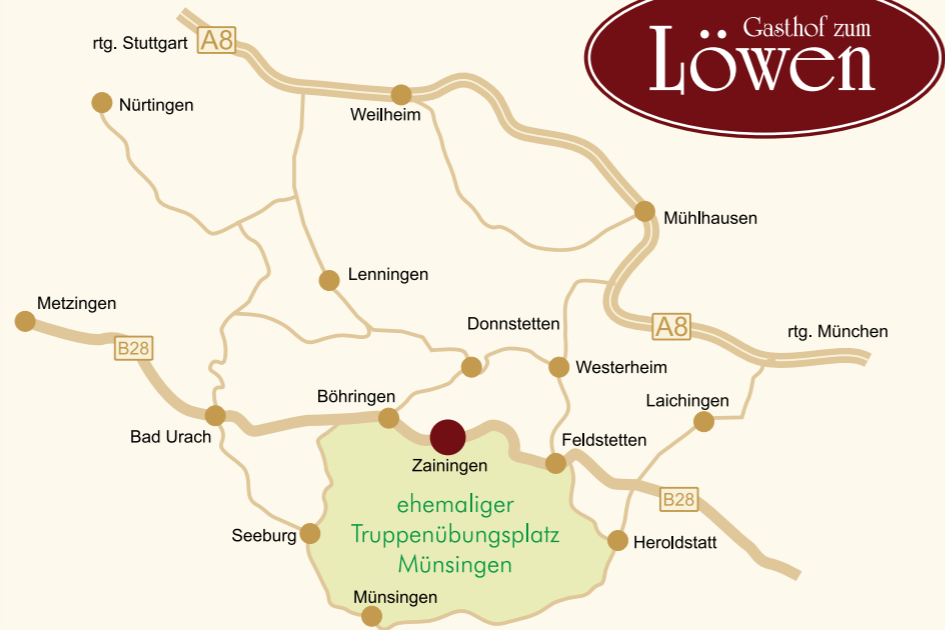 Gasthof zum
Löwen
rtg. Stuttgart
A8
Nürtingen
Weilheim
Mühlhausen
Lenningen
Metzingen
Donnstetten
A8
rtg. München
B28
Westerheim
Böhringen
Laichingen
Bad Urach
Feldstetten
Zainingen
B28
ehemaliger
Truppenübungsplatz
Münsingen
Seeburg
Heroldstatt
Münsingen